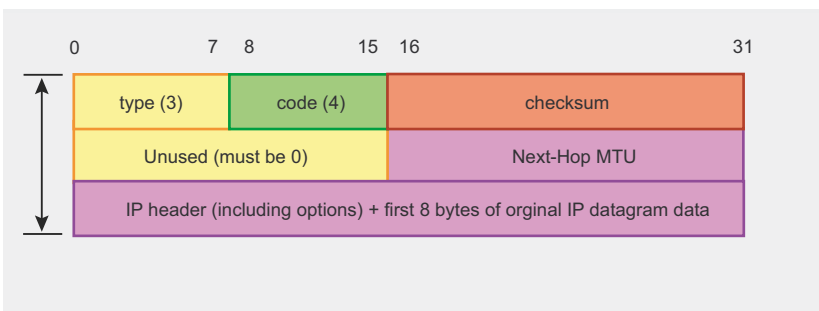 0 7 8 15 16 31
type (3) code (4) checksum
Unused (must be 0) Next-Hop MTU
IP header (including options) + first 8 bytes of orginal IP datagram data